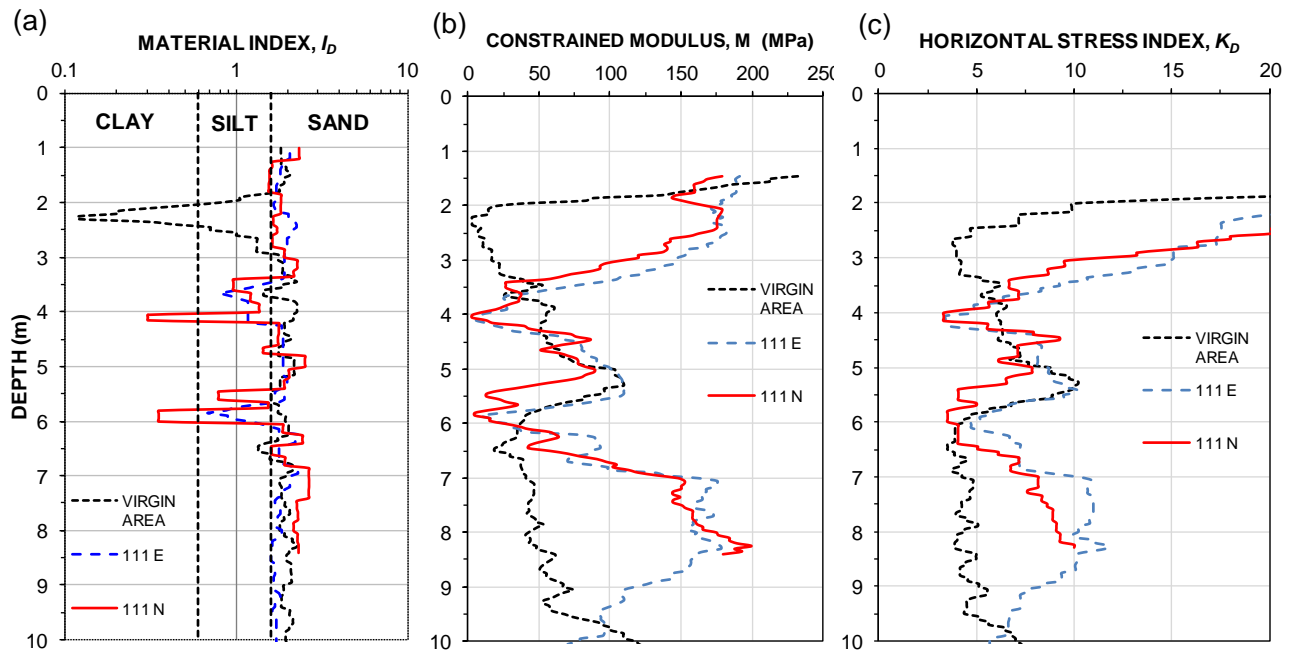 (a)
MATERIAL INDEX, I_D
0.1 1 10
0
1
2
3
4
5
6
7
8
9
10
DEPTH (m)
CLAY SILT SAND
VIRGIN
AREA
111 E
111 N
(b)
CONSTRAINED MODULUS, M (MPa)
0 50 100 150 200 250
0
1
2
3
4
5
6
7
8
9
10
VIRGIN
AREA
111 E
111 N
(c)
HORIZONTAL STRESS INDEX, K_D
0 5 10 15 20
0
1
2
3
4
5
6
7
8
9
10
VIRGIN
AREA
111 E
111 N